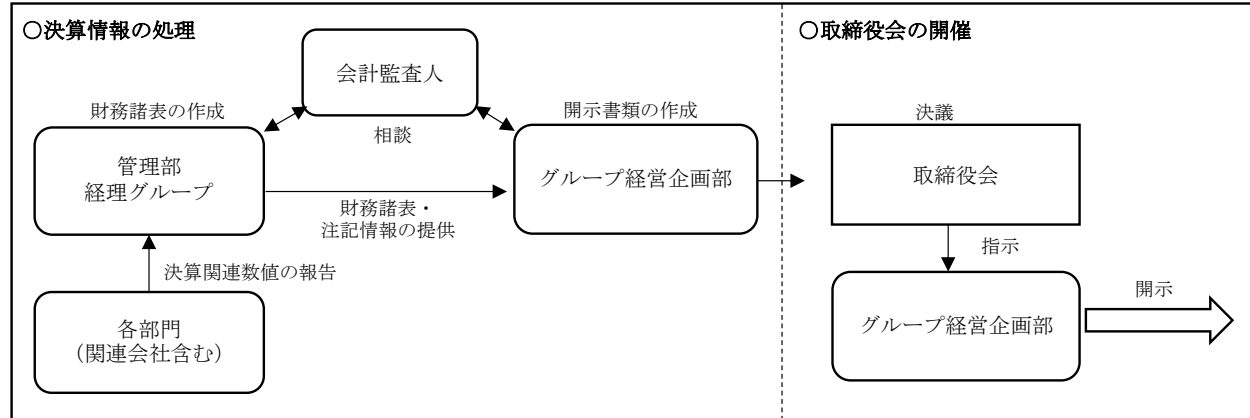 ○決算情報の処理
会計監査人
財務諸表の作成
相談
開示書類の作成
管理部
経理グループ
グループ経営企画部
財務諸表・
注記情報の提供
決算関連数値の報告
各部門
（関連会社含む）
○取締役会の開催
決議
取締役会
指示
グループ経営企画部
開示